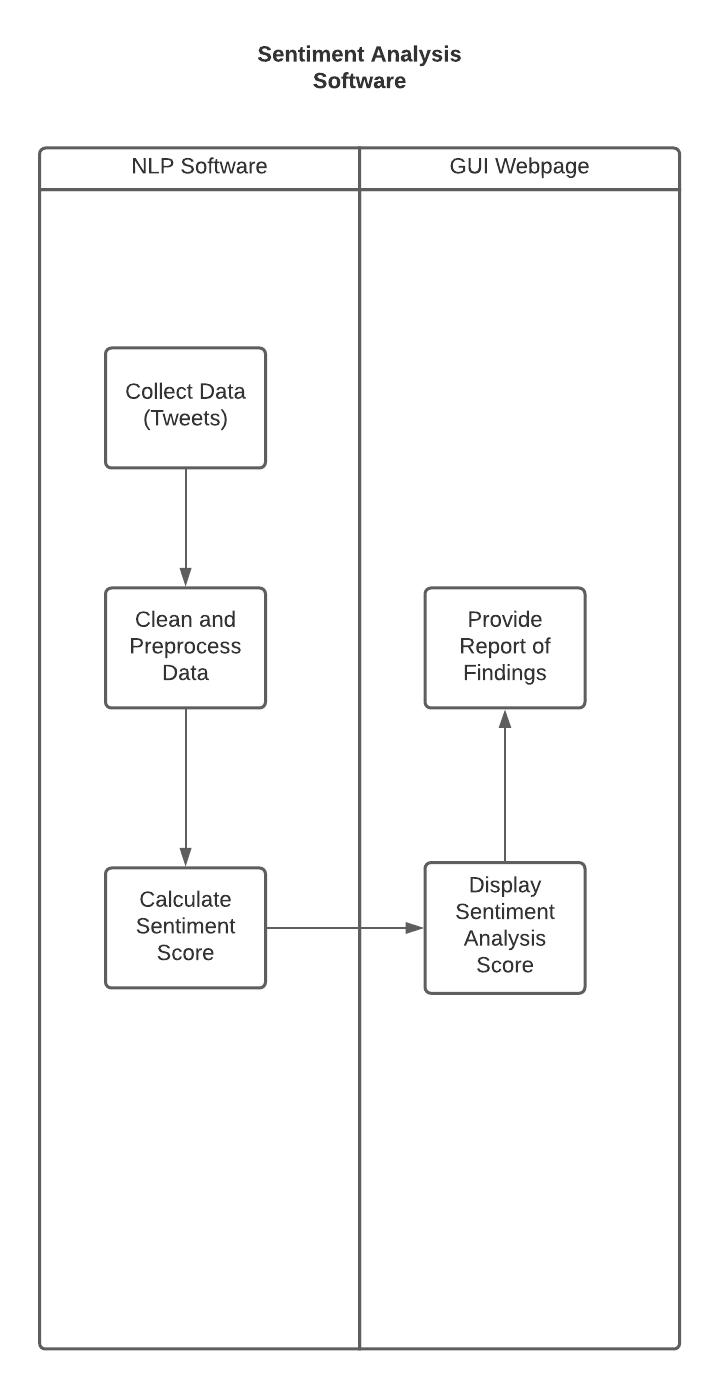 Sentiment Analysis
Software
NLP Software
GUI Webpage
Collect Data
(Tweets)
Clean and
Preprocess
Data
Calculate
Sentiment
Score
Display
Sentiment
Analysis
Score
Provide
Report of
Findings